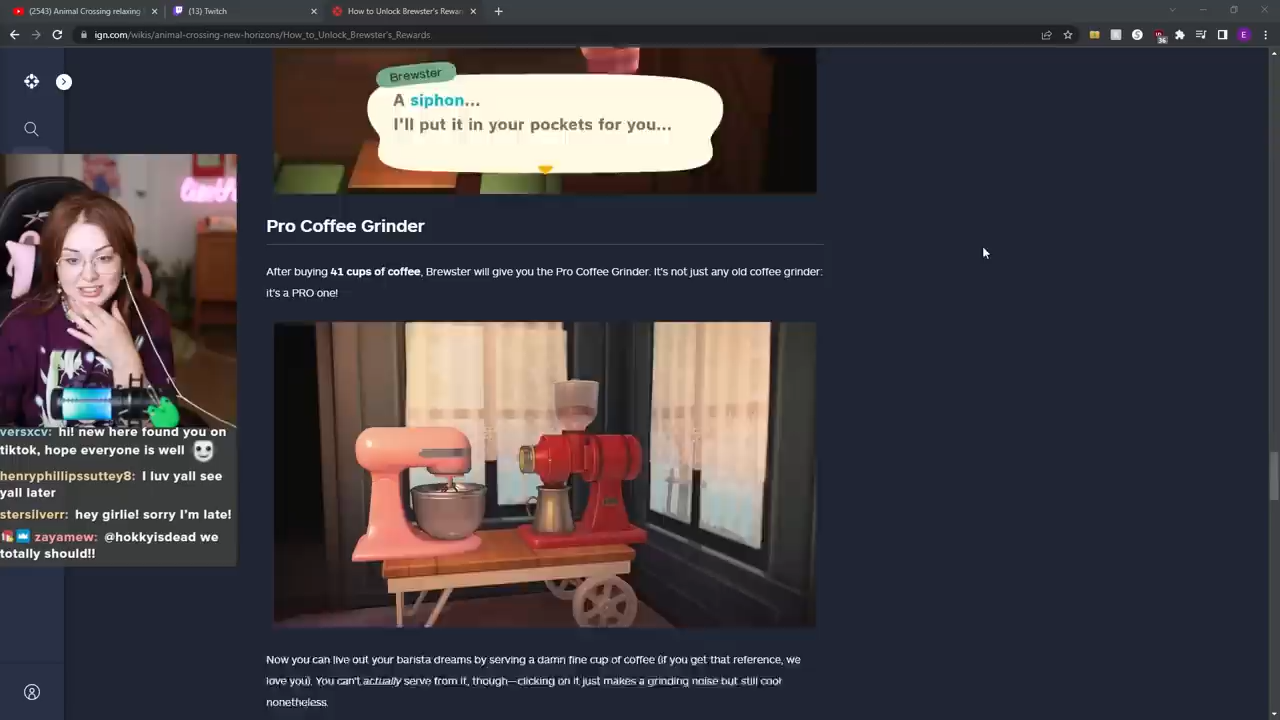 (2543) Animal Crossing relaxing
(13) Twitch
How to Unlock Brewster's Rewar
ign.com/wikis/animal-crossing-new-horizons/How_to_Unlock_Brewster's_Rewards
36
E
Brewster
A siphon...
I'll put it in your pockets for you...
Pro Coffee Grinder
After buying 41 cups of coffee, Brewster will give you the Pro Coffee Grinder. It's not just any old coffee grinder:
it's a PRO one!
versxcv: hi! new here found you on
tiktok, hope everyone is well
henryphillipssuttey8: I luv yall see
yall later
stersilverr: hey girlie! sorry I'm late!
zayamew: @hokkyisdead we
totally should!!
Now you can live out your barista dreams by serving a damn fine cup of coffee (if you get that reference, we
love you). You can't actually serve from it, though—clicking on it just makes a grinding noise but still cool
nonetheless.